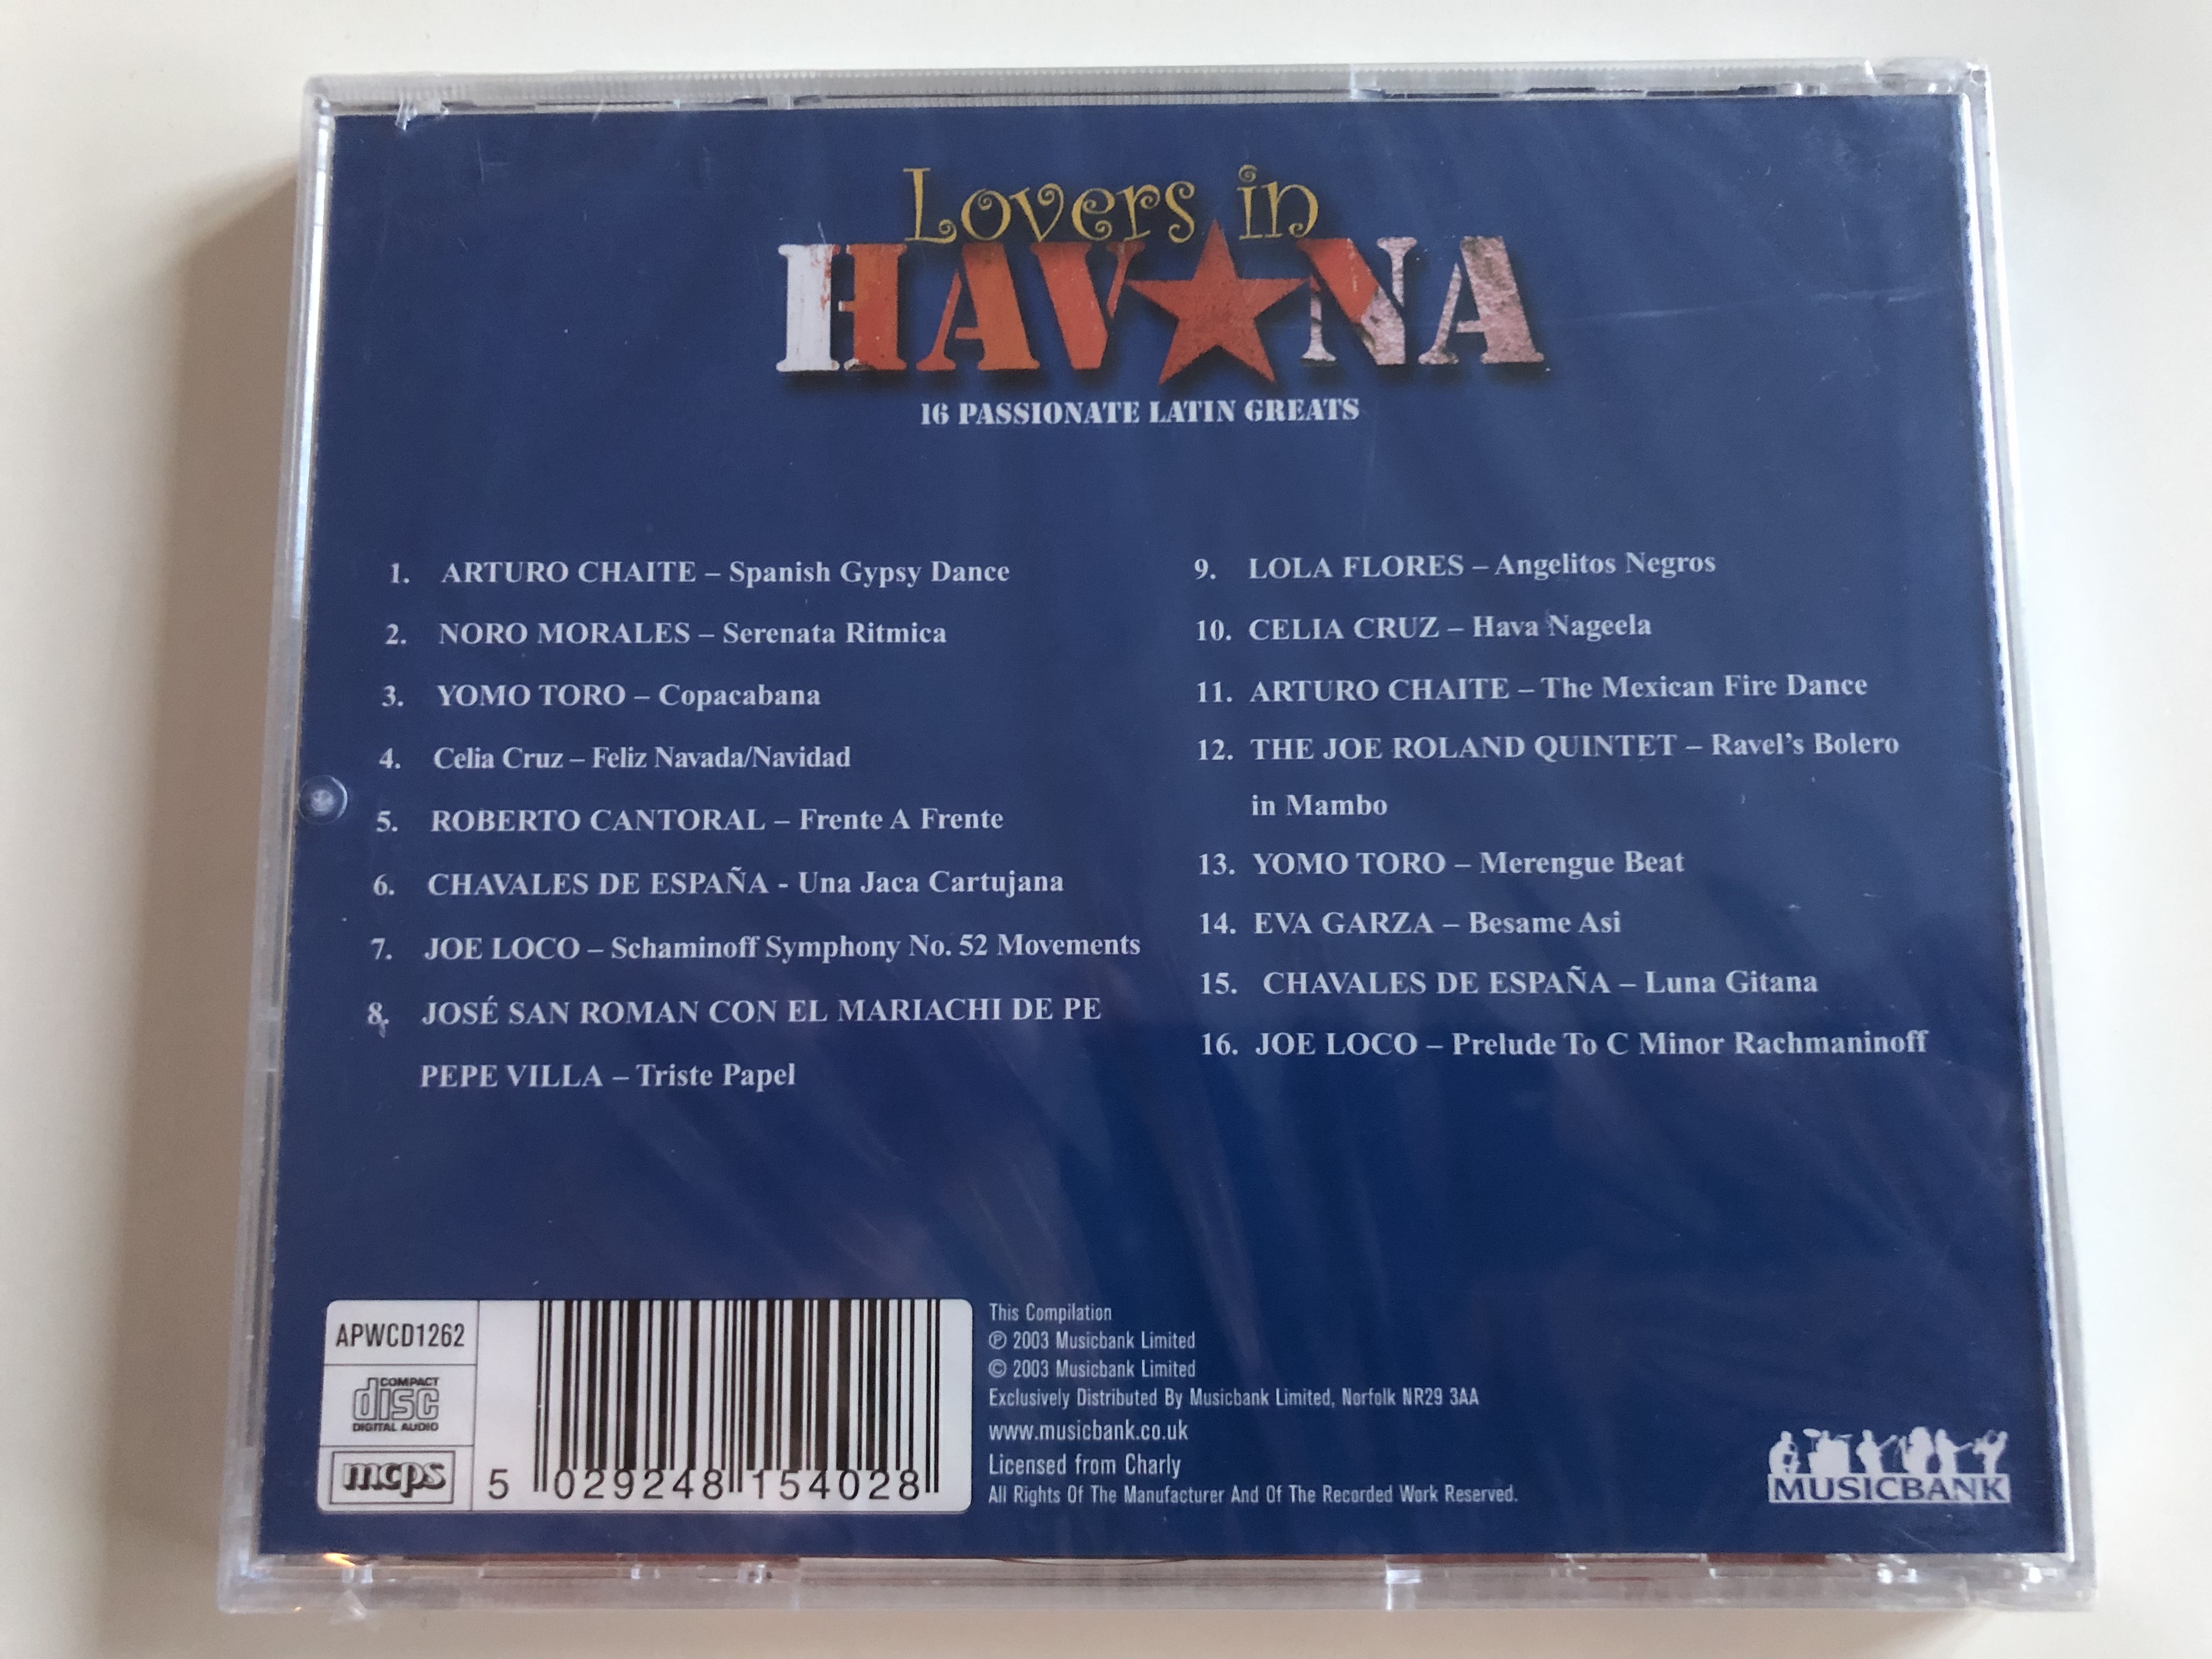 Lovers in
HAV★NA
16 PASSIONATE LATIN GREATS
1. ARTURO CHAITE – Spanish Gypsy Dance
2. NORO MORALES – Serenata Ritmica
3. YOMO TORO – Copacabana
4. Celia Cruz – Feliz Navada/Navidad
5. ROBERTO CANTORAL – Frente A Frente
6. CHAVALES DE ESPAÑA - Una Jaca Cartujana
7. JOE LOCO – Schaminoff Symphony No. 52 Movements
8. JOSÉ SAN ROMAN CON EL MARIACHI DE PE
PEPE VILLA – Triste Papel
9. LOLA FLORES – Angelitos Negros
10. CELIA CRUZ – Hava Nageela
11. ARTURO CHAITE – The Mexican Fire Dance
12. THE JOE ROLAND QUINTET – Ravel's Bolero
in Mambo
13. YOMO TORO – Merengue Beat
14. EVA GARZA – Besame Asi
15. CHAVALES DE ESPAÑA – Luna Gitana
16. JOE LOCO – Prelude To C Minor Rachmaninoff
APWCD1262
COMPACT
disc
DIGITAL AUDIO
mcps
5 029248 154028
This Compilation
℗ 2003 Musicbank Limited
© 2003 Musicbank Limited
Exclusively Distributed By Musicbank Limited, Norfolk NR29 3AA
www.musicbank.co.uk
Licensed from Charly
All Rights Of The Manufacturer And Of The Recorded Work Reserved.
MUSICBANK